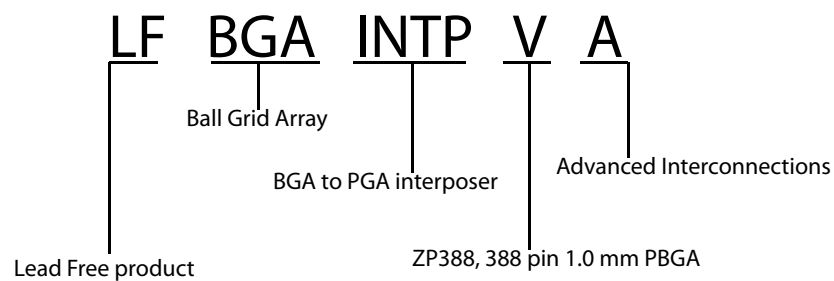 LF BGA INTP V A
Ball Grid Array
Advanced Interconnections
BGA to PGA interposer
ZP388, 388 pin 1.0 mm PBGA
Lead Free product